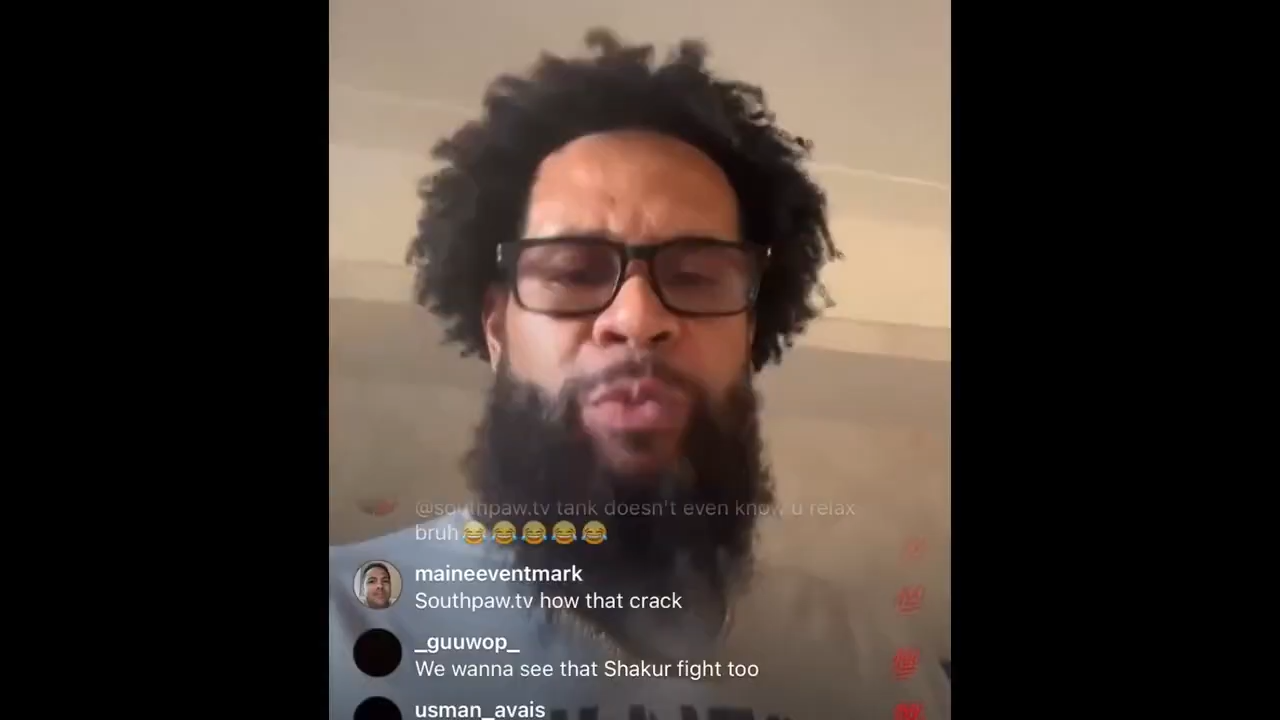 @southpaw.tv tank doesn't even know u relax
bruh😂😂😂😂😂
maineeventmark
Southpaw.tv how that crack
_guuwop_
We wanna see that Shakur fight too
usman_avais